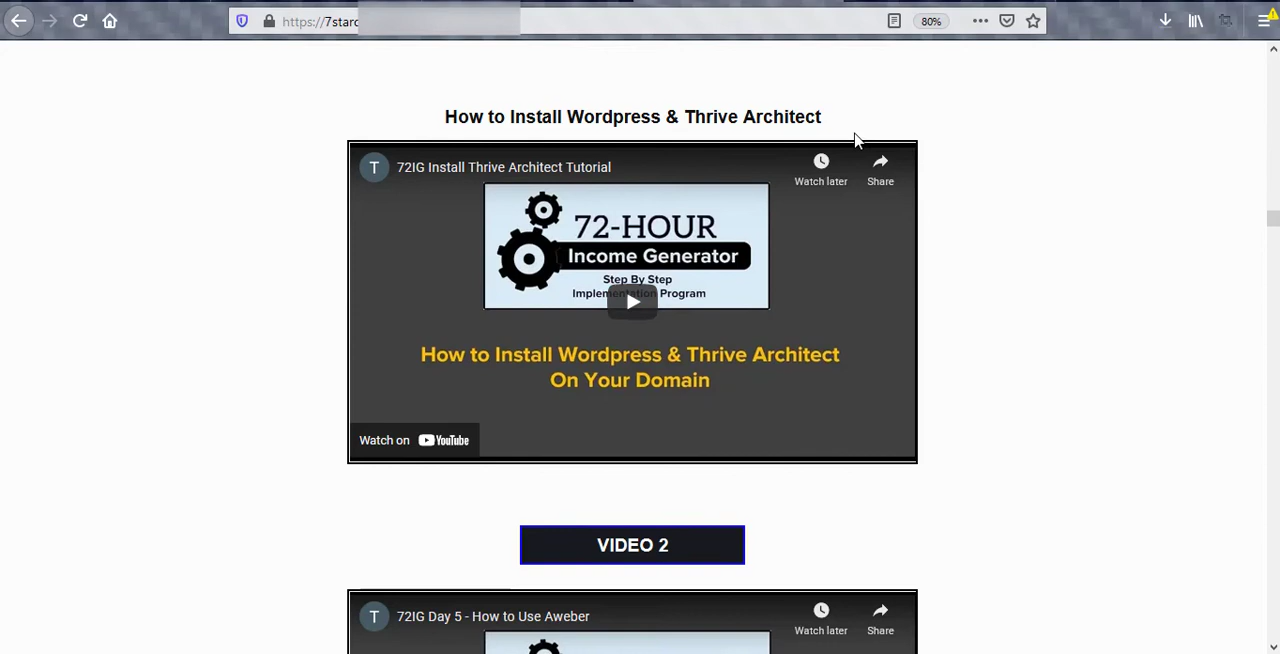 https://7starc
80%
How to Install Wordpress & Thrive Architect
T
72IG Install Thrive Architect Tutorial
Watch later
Share
72-HOUR
Income Generator
Step By Step
Implementation Program
How to Install Wordpress & Thrive Architect
On Your Domain
Watch on YouTube
VIDEO 2
T
72IG Day 5 - How to Use Aweber
Watch later
Share